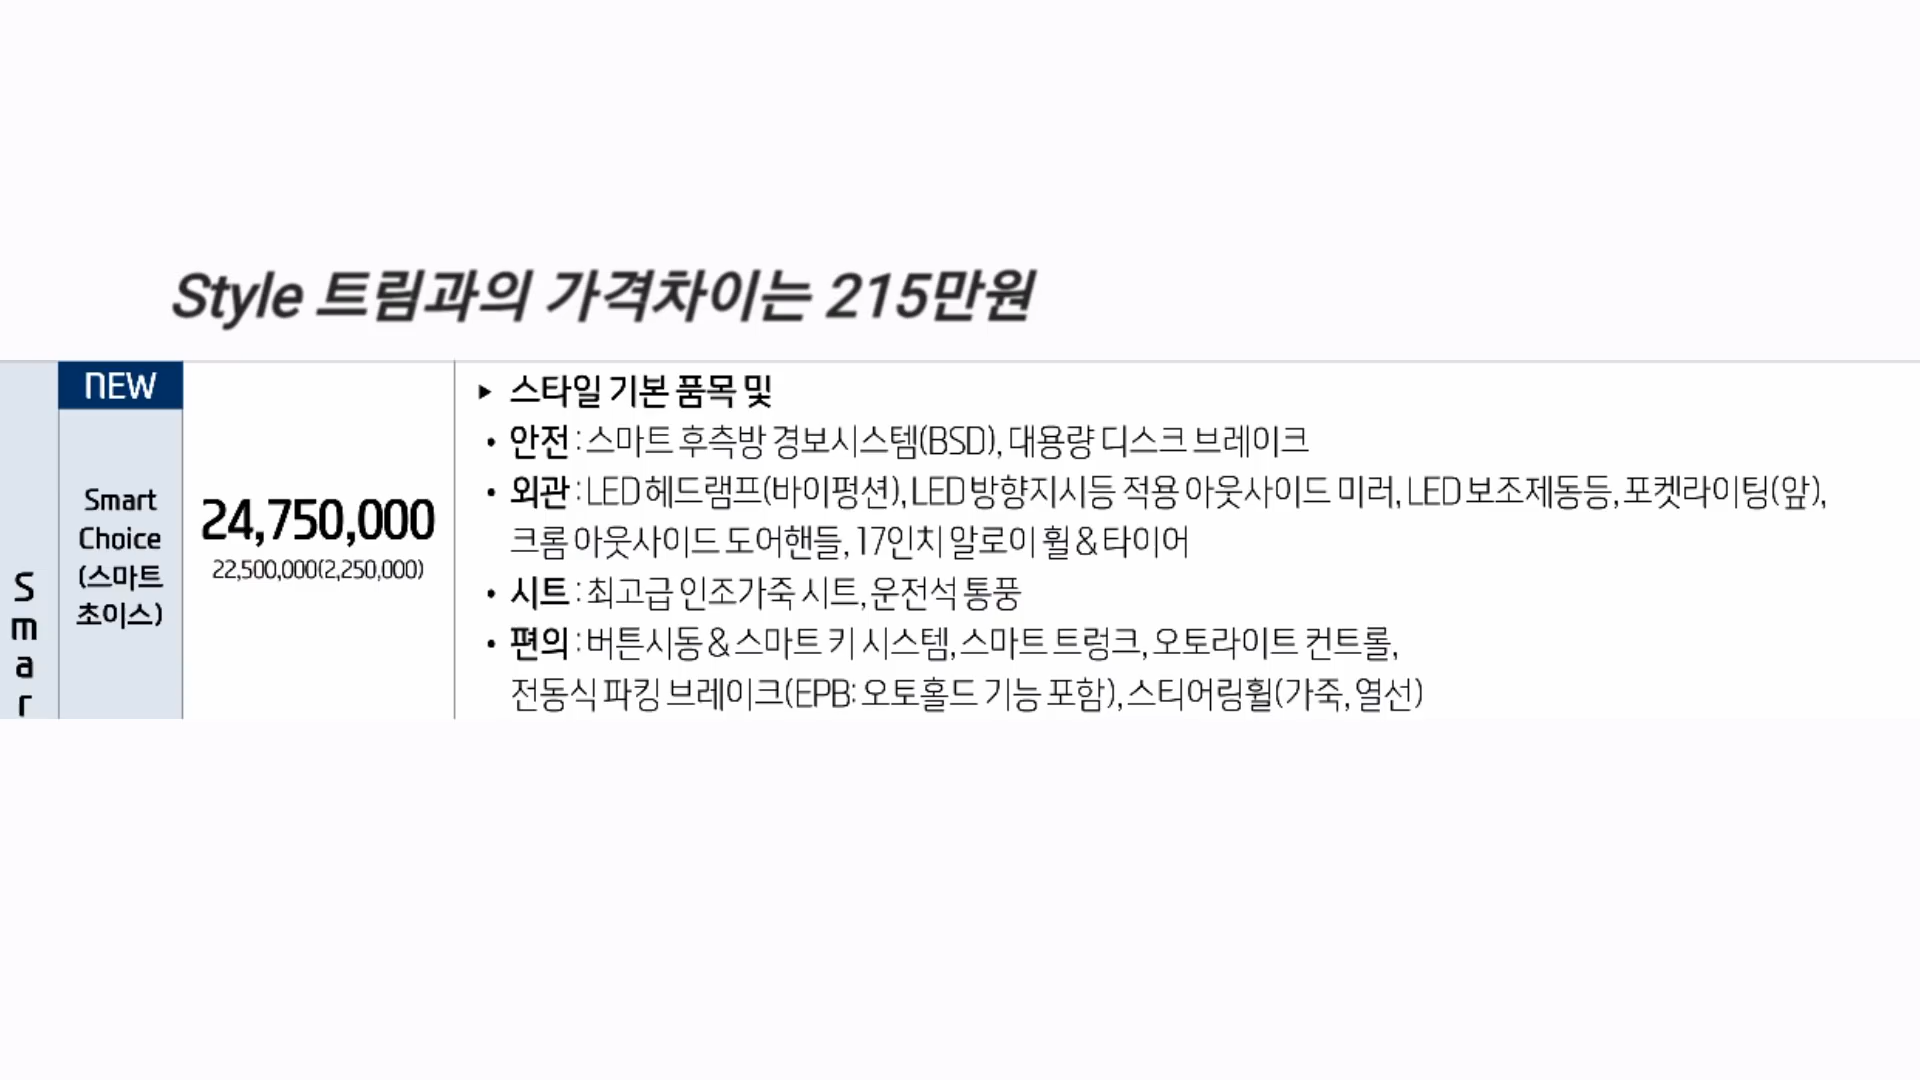 Style 트림과의 가격차이는 215만원
NEW
Smart
Choice
(스마트
초이스)
S
m
a
r
24,750,000
22,500,000(2,250,000)
▶ 스타일 기본 품목 및
• 안전 : 스마트 후측방 경보시스템(BSD), 대용량 디스크 브레이크
• 외관 : LED 헤드램프(바이펑션), LED 방향지시등 적용 아웃사이드 미러, LED 보조제동등, 포켓라이팅(앞),
크롬 아웃사이드 도어핸들, 17인치 알로이 휠 & 타이어
• 시트 : 최고급 인조가죽 시트, 운전석 통풍
• 편의 : 버튼시동 & 스마트 키 시스템, 스마트 트렁크, 오토라이트 컨트롤,
전동식 파킹 브레이크(EPB: 오토홀드 기능 포함), 스티어링휠(가죽, 열선)